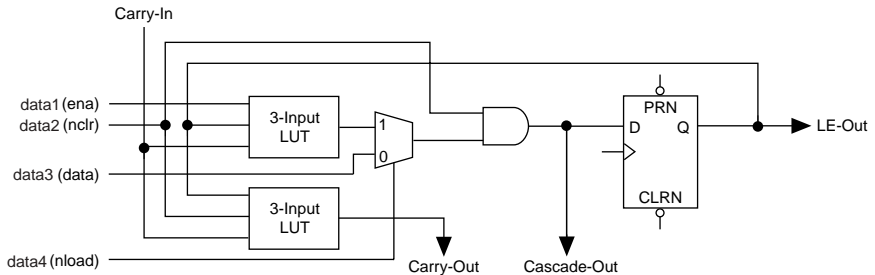 Carry-In
data1 (ena)
data2 (nclr)
3-Input
LUT
1
0
PRN
D
Q
LE-Out
data3 (data)
3-Input
LUT
CLRN
data4 (nload)
Carry-Out
Cascade-Out